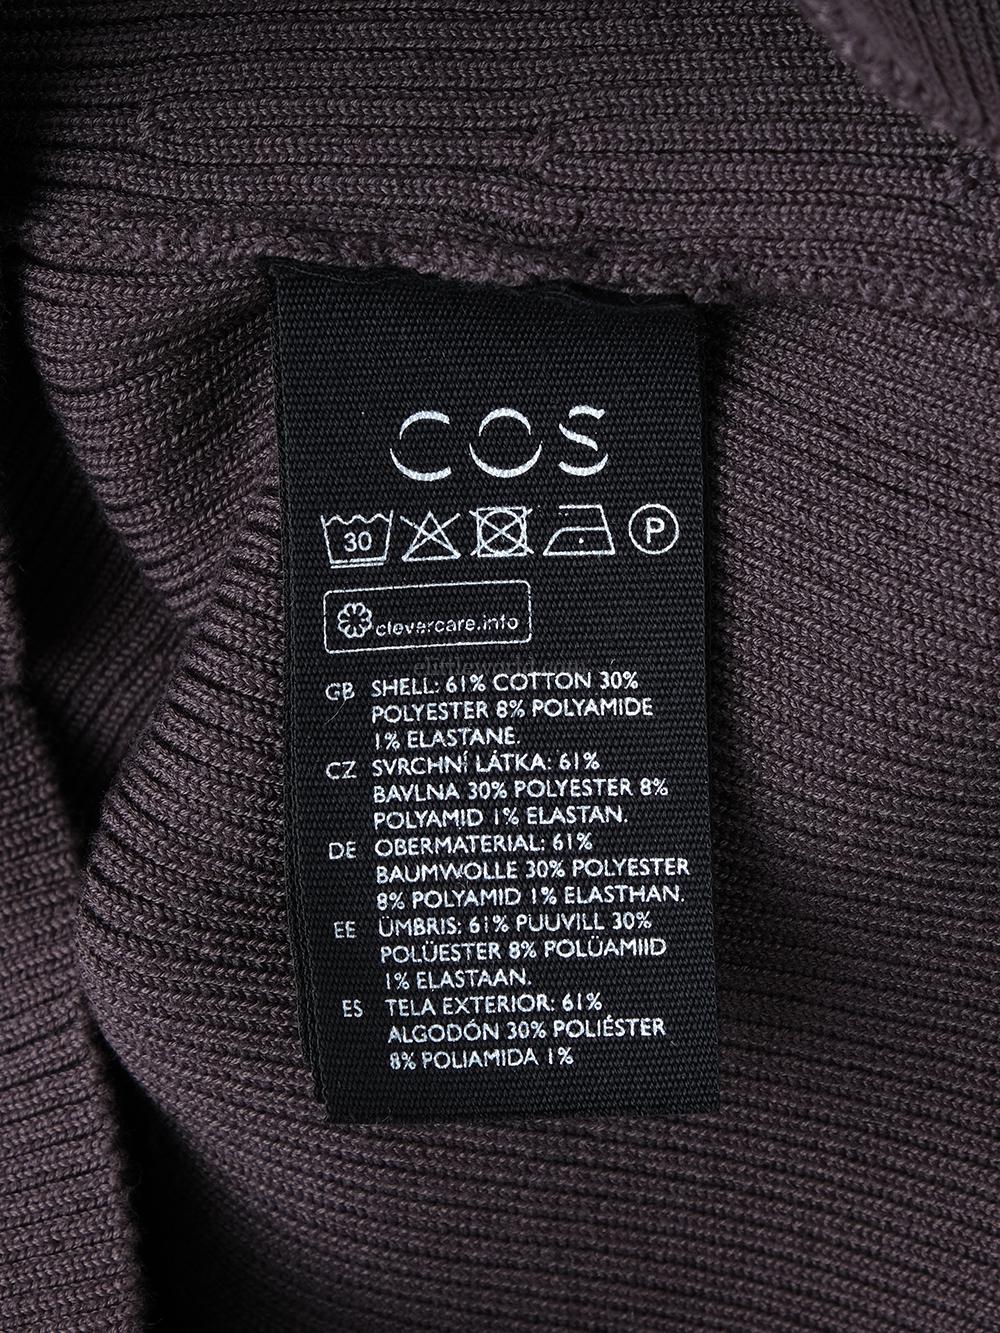 COS
30 P
clevercare.info
GB SHELL: 61% COTTON 30%
POLYESTER 8% POLYAMIDE
1% ELASTANE.
CZ SVRCHNÍ LÁTKA: 61%
BAVLNA 30% POLYESTER 8%
POLYAMID 1% ELASTAN.
DE OBERMATERIAL: 61%
BAUMWOLLE 30% POLYESTER
8% POLYAMID 1% ELASTHAN.
EE ÜMBRIS: 61% PUUVILL 30%
POLÜESTER 8% POLÜAMIID
1% ELASTAAN.
ES TELA EXTERIOR: 61%
ALGODÓN 30% POLIÉSTER
8% POLIAMIDA 1%